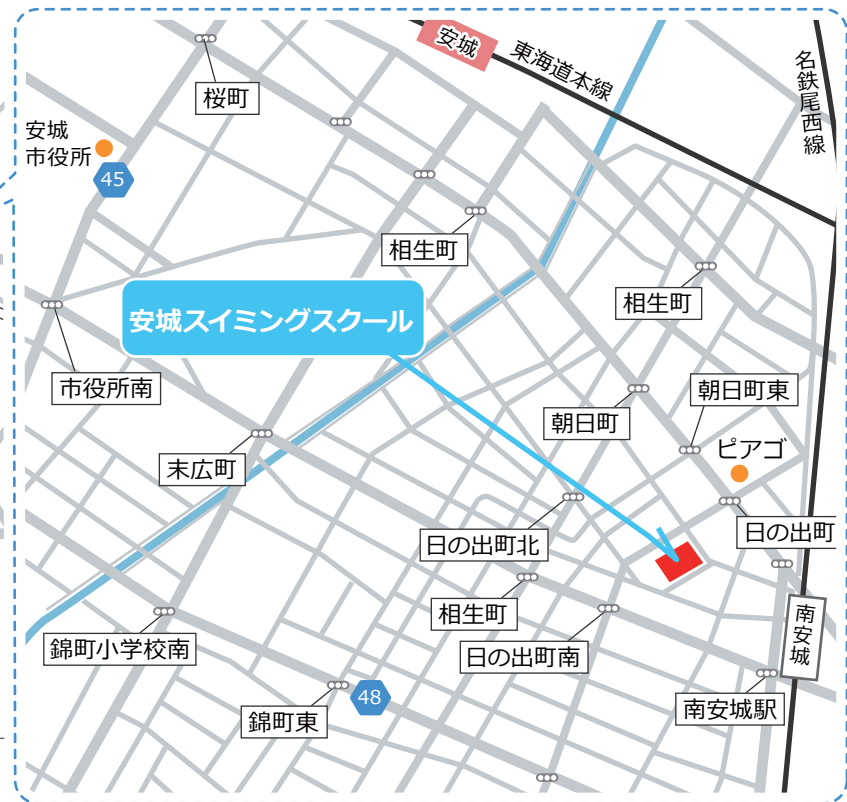 安城
東海道本線
名鉄尾西線
桜町
安城
市役所
45
相生町
相生町
安城スイミングスクール
市役所南
朝日町東
朝日町
ピアゴ
末広町
日の出町
日の出町北
相生町
南安城
錦町小学校南
日の出町南
48
錦町東
南安城駅